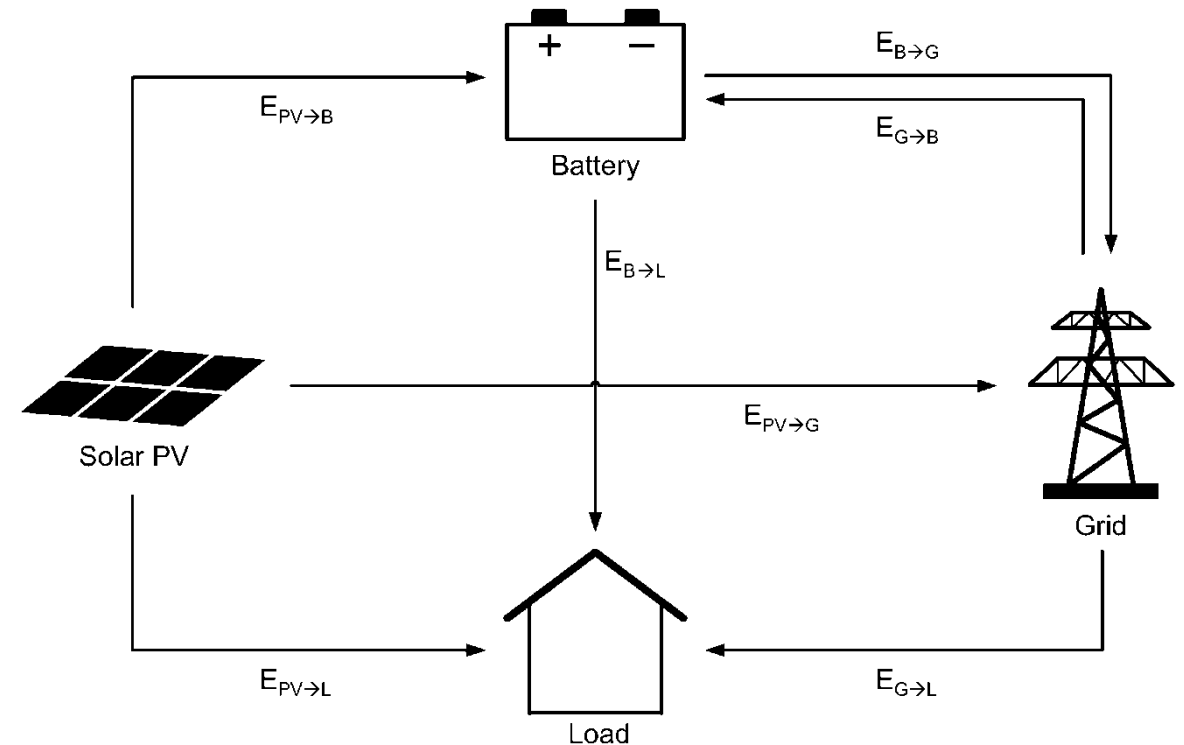 + −
E_B→G
E_PV→B
E_G→B
Battery
E_B→L
E_PV→G
Solar PV
Grid
E_PV→L
E_G→L
Load